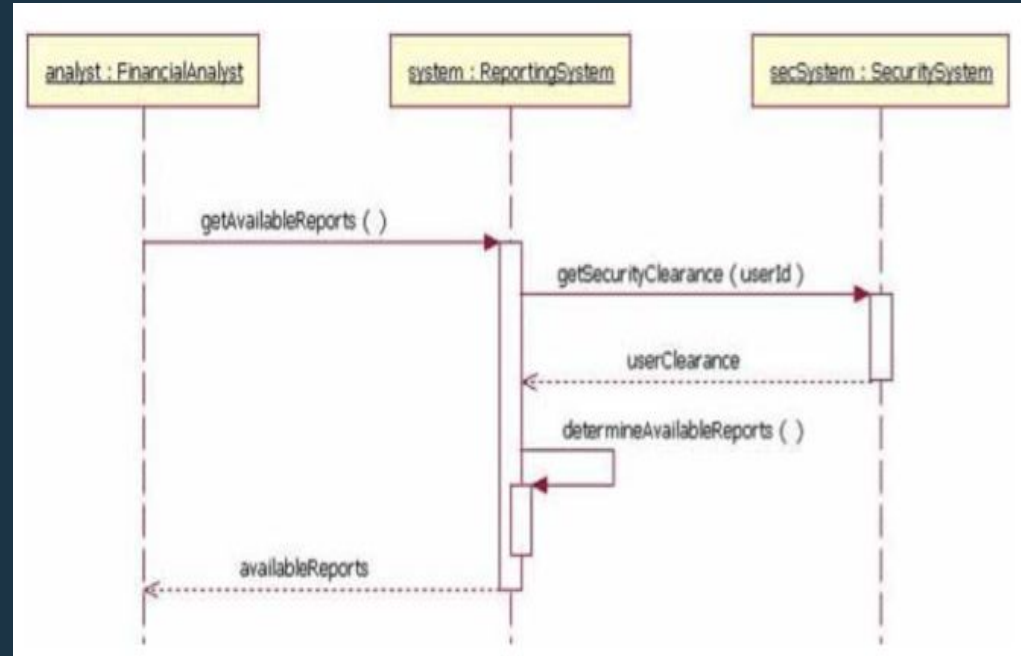 analyst : FinancialAnalyst
system : ReportingSystem
secSystem : SecuritySystem
getAvailableReports ( )
getSecurityClearance ( userId )
userClearance
determineAvailableReports ( )
availableReports